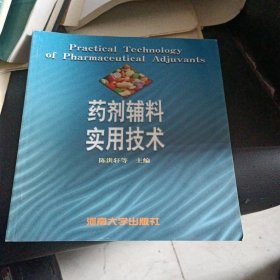 Practical Technology
of Pharmaceutical Adjuvants
药剂辅料
实用技术
陈洪轩等 主编
河南大学出版社